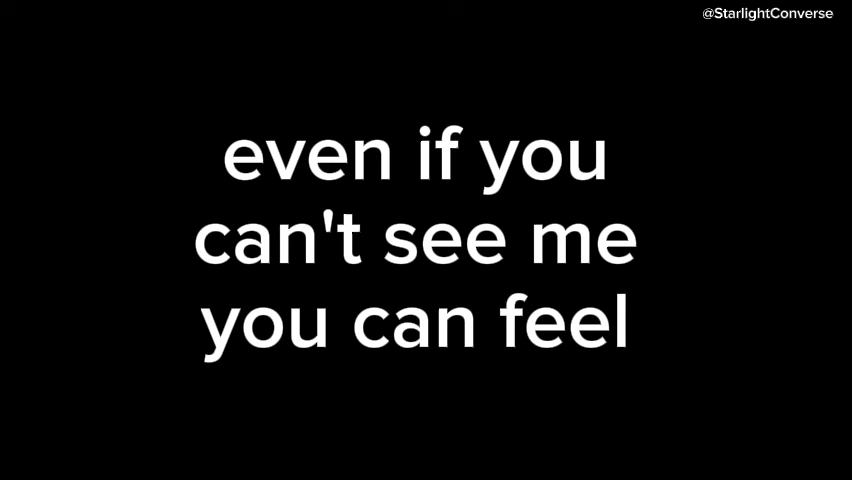 @StarlightConverse
even if you
can't see me
you can feel